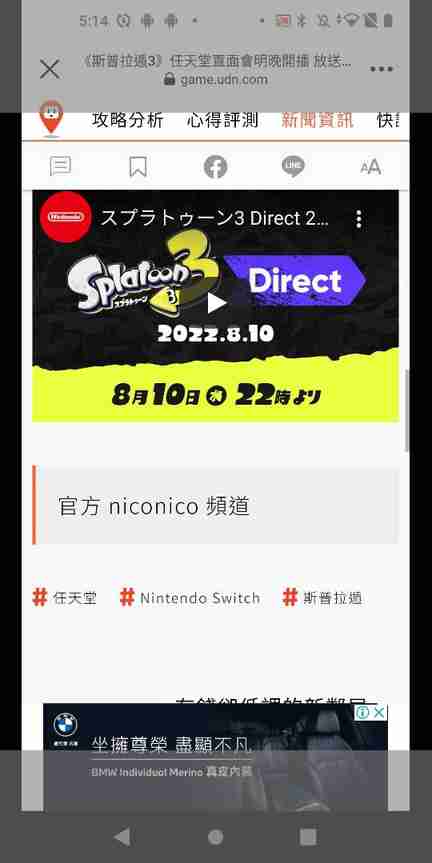 5:14
《斯普拉遁3》任天堂直面會明晚開播 放送...
game.udn.com
攻略分析 心得評測 新聞資訊
LINE
AA
Nintendo
スプラトゥーン3 Direct 2...
Splatoon 3
スプラトゥーン3
Direct
2022.8.10
8月10日 水 22時より
官方 niconico 頻道
# 任天堂 # Nintendo Switch # 斯普拉遁
坐擁尊榮 盡顯不凡
BMW Individual Merino 真皮內裝